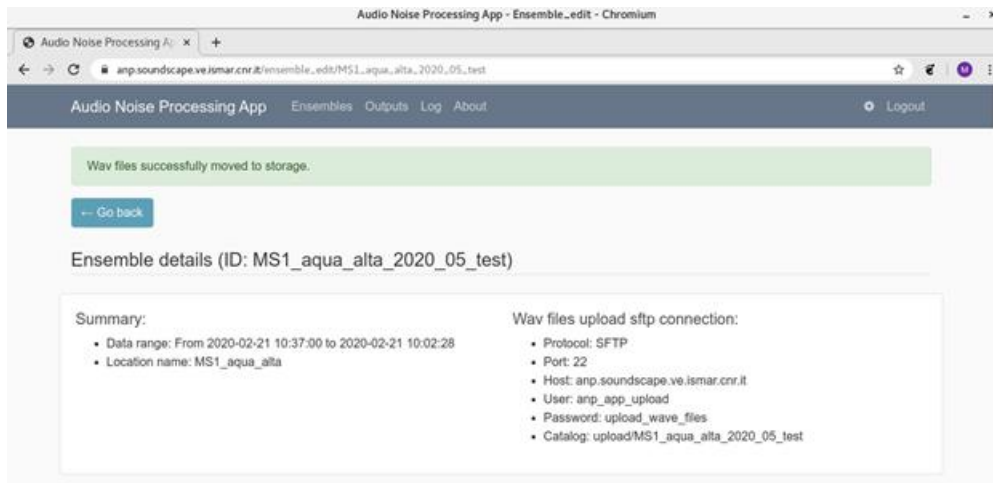 Audio Noise Processing App - Ensemble_edit - Chromium
Audio Noise Processing Ap
anp.soundscape.ve.ismar.cnr.it/ensemble_edit/MS1_aqua_alta_2020_05_test
Audio Noise Processing App Ensembles Outputs Log About Logout
Wav files successfully moved to storage.
← Go back
Ensemble details (ID: MS1_aqua_alta_2020_05_test)
Summary:
• Data range: From 2020-02-21 10:37:00 to 2020-02-21 10:02:28
• Location name: MS1_aqua_alta
Wav files upload sftp connection:
• Protocol: SFTP
• Port: 22
• Host: anp.soundscape.ve.ismar.cnr.it
• User: anp_app_upload
• Password: upload_wave_files
• Catalog: upload/MS1_aqua_alta_2020_05_test